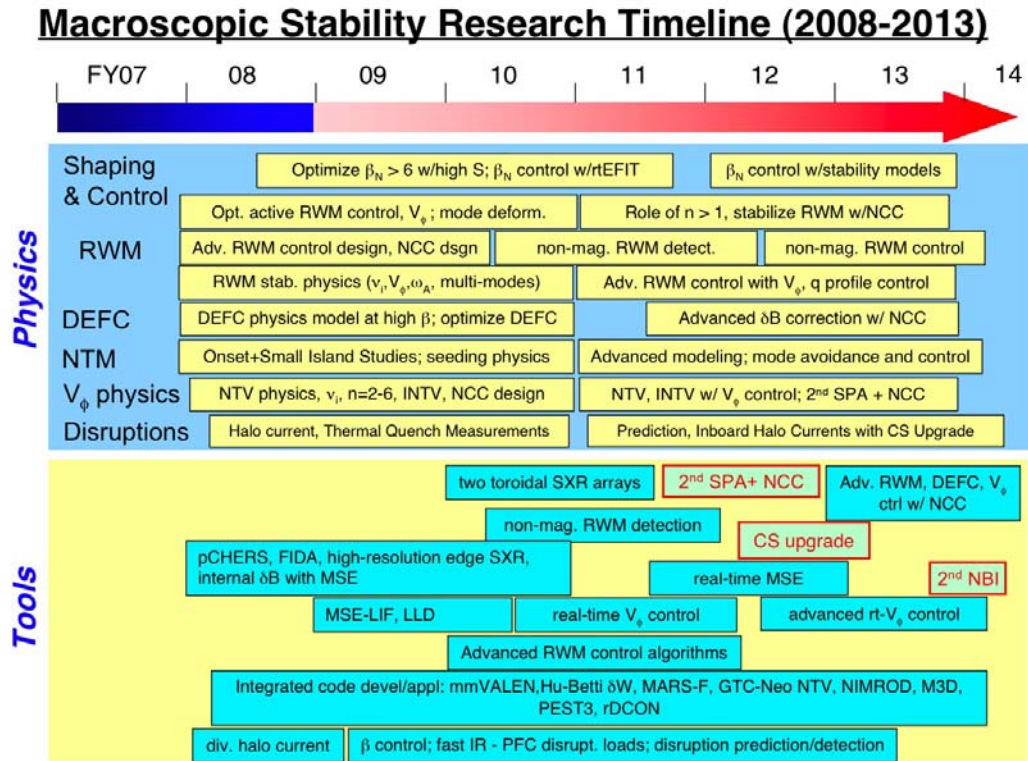 Macroscopic Stability Research Timeline (2008-2013)
FY07 08 09 10 11 12 13 14
Physics
Shaping
& Control
Optimize βN > 6 w/high S; βN control w/rtEFIT
βN control w/stability models
Opt. active RWM control, Vϕ ; mode deform.
Role of n > 1, stabilize RWM w/NCC
RWM
Adv. RWM control design, NCC dsgn
non-mag. RWM detect.
non-mag. RWM control
RWM stab. physics (νi,Vϕ,ωA, multi-modes)
Adv. RWM control with Vϕ, q profile control
DEFC
DEFC physics model at high β; optimize DEFC
Advanced δB correction w/ NCC
NTM
Onset+Small Island Studies; seeding physics
Advanced modeling; mode avoidance and control
Vϕ physics
NTV physics, νi, n=2-6, INTV, NCC design
NTV, INTV w/ Vϕ control; 2nd SPA + NCC
Disruptions
Halo current, Thermal Quench Measurements
Prediction, Inboard Halo Currents with CS Upgrade
Tools
two toroidal SXR arrays
2nd SPA+ NCC
Adv. RWM, DEFC, Vϕ
ctrl w/ NCC
non-mag. RWM detection
CS upgrade
pCHERS, FIDA, high-resolution edge SXR,
internal δB with MSE
real-time MSE
2nd NBI
MSE-LIF, LLD
real-time Vϕ control
advanced rt-Vϕ control
Advanced RWM control algorithms
Integrated code devel/appl: mmVALEN,Hu-Betti δW, MARS-F, GTC-Neo NTV, NIMROD, M3D,
PEST3, rDCON
div. halo current
β control; fast IR - PFC disrupt. loads; disruption prediction/detection